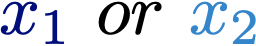 x₁ or x₂